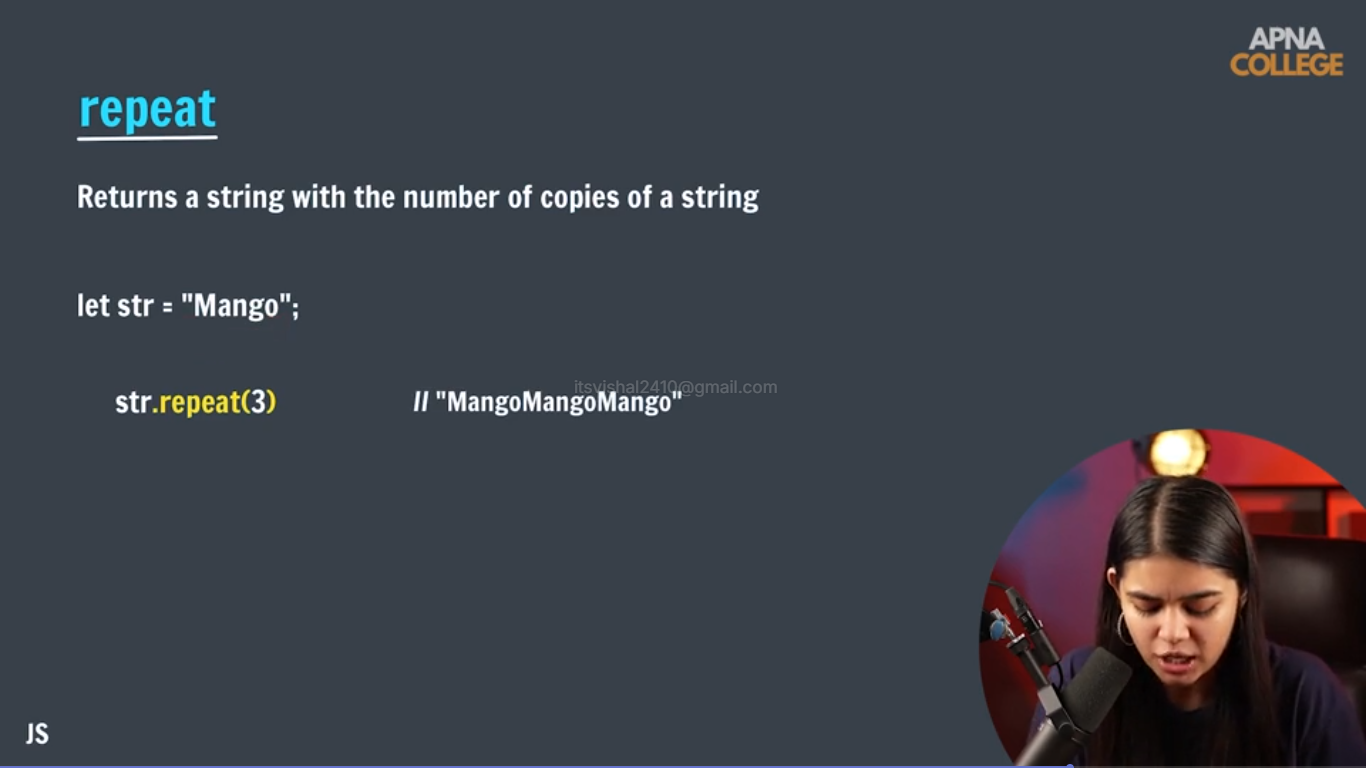 APNA
COLLEGE
repeat
Returns a string with the number of copies of a string
let str = "Mango";
str.repeat(3) // "MangoMangoMango"
itsvishal2410@gmail.com
JS